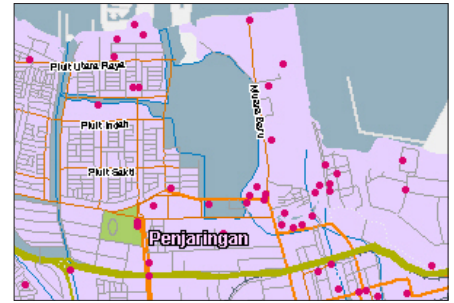 Pluit Utara Raya
Muara Baru
Pluit Indah
Pluit Sakti
Penjaringan